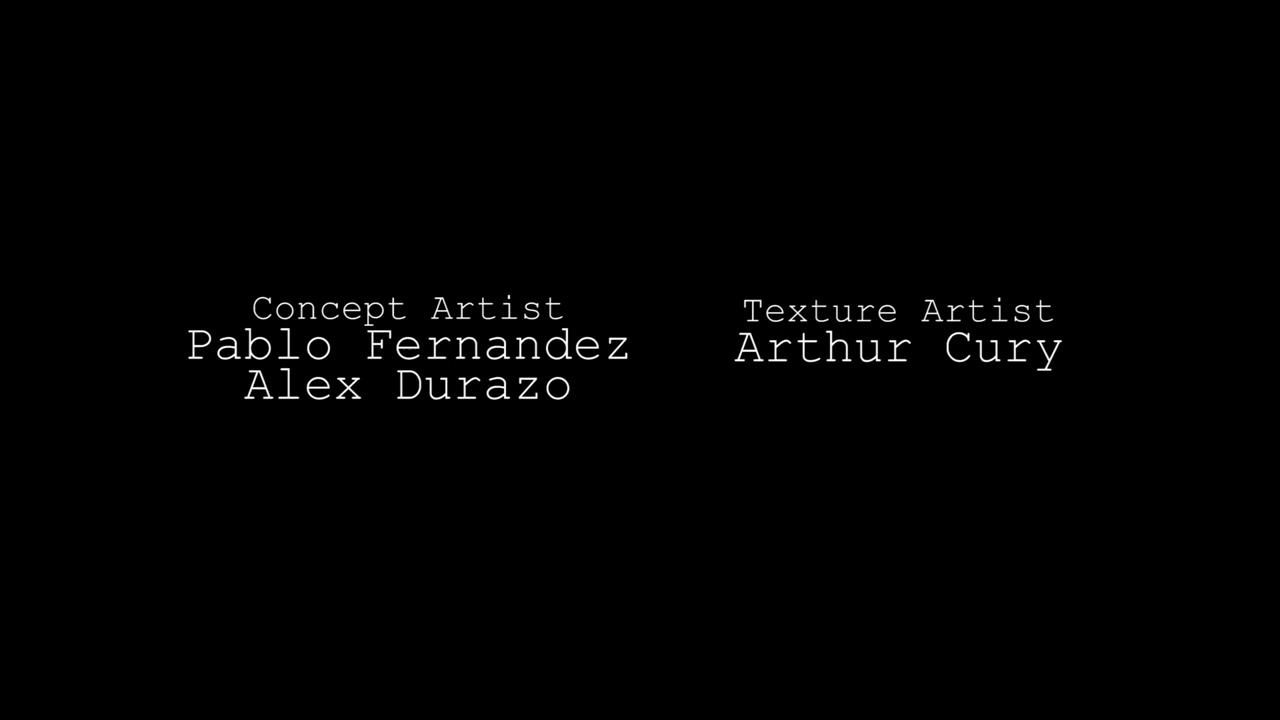 Concept Artist
Pablo Fernandez
Alex Durazo
Texture Artist
Arthur Cury